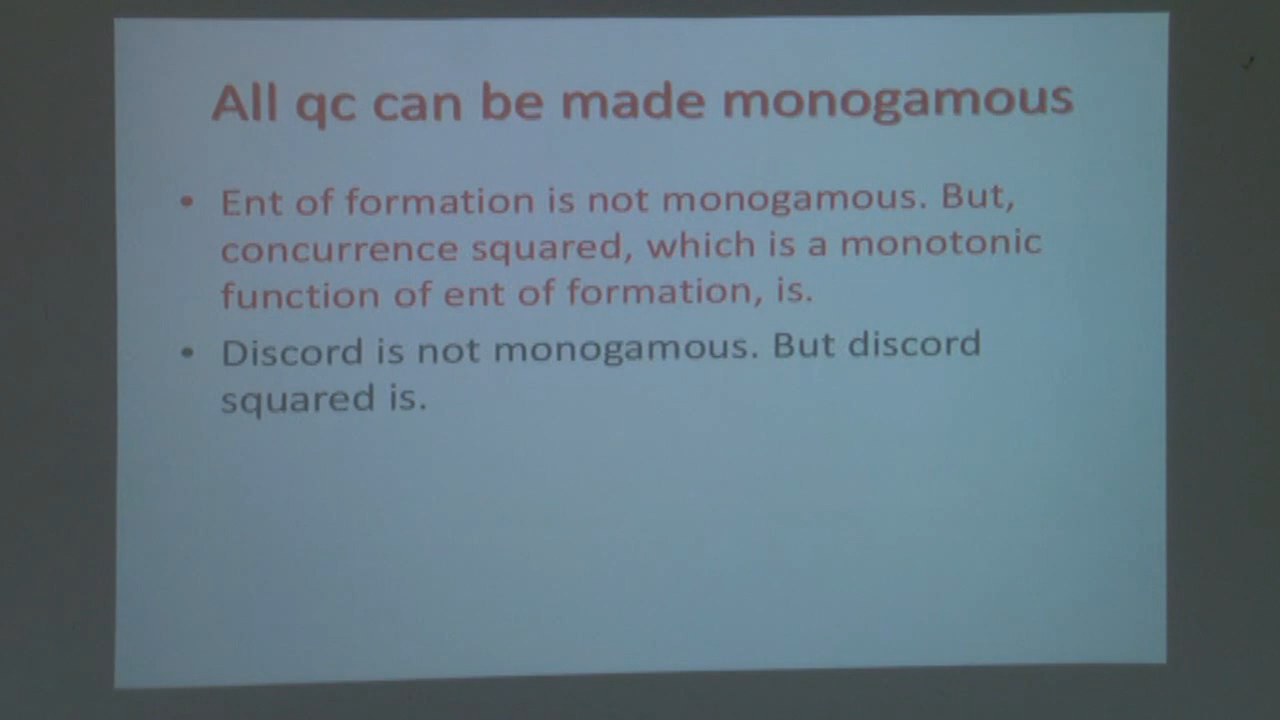 All qc can be made monogamous
• Ent of formation is not monogamous. But,
concurrence squared, which is a monotonic
function of ent of formation, is.
• Discord is not monogamous. But discord
squared is.